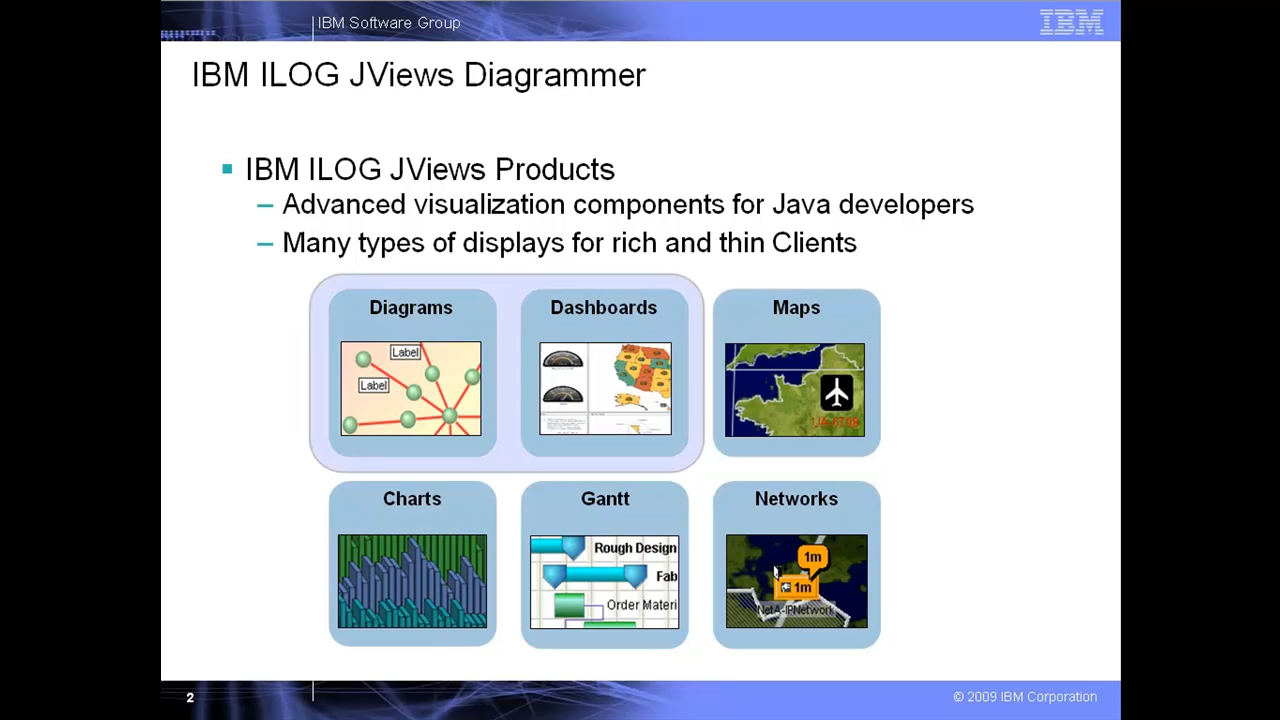 IBM Software Group
IBM
IBM ILOG JViews Diagrammer
IBM ILOG JViews Products
– Advanced visualization components for Java developers
– Many types of displays for rich and thin Clients
Diagrams
Dashboards
Maps
Label
Label
Charts
Gantt
Networks
Rough Design
Fab
Order Materi
1m
1m
NetA-IPNetwork
2
© 2009 IBM Corporation